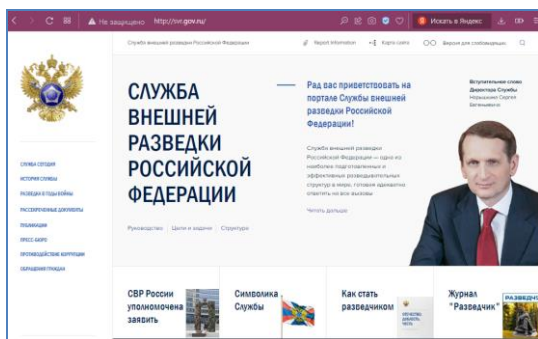 Не защищено http://svr.gov.ru/ Искать в Яндекс
Служба внешней разведки Российской Федерации Report Information Карта сайта Версия для слабовидящих
СЛУЖБА
ВНЕШНЕЙ
РАЗВЕДКИ
РОССИЙСКОЙ
ФЕДЕРАЦИИ
Руководство Цели и задачи Структура
Рад вас приветствовать на
портале Службы внешней
разведки Российской
Федерации!
Служба внешней разведки
Российской Федерации — одна из
наиболее подготовленных и
эффективных разведывательных
структур в мире, готовая адекватно
ответить на все вызовы
Читать дальше
Вступительное слово
Директора Службы
Нарышкина Сергея
Евгеньевича
СЛУЖБА СЕГОДНЯ
ИСТОРИЯ СЛУЖБЫ
РАЗВЕДКА В ГОДЫ ВОЙНЫ
РАССЕКРЕЧЕННЫЕ ДОКУМЕНТЫ
ПУБЛИКАЦИИ
ПРЕСС-БЮРО
ПРОТИВОДЕЙСТВИЕ КОРРУПЦИИ
ОБРАЩЕНИЯ ГРАЖДАН
СВР России
уполномочена
заявить
Символика
Службы
Как стать
разведчиком
ОТЕЧЕСТВО
ДОБЛЕСТЬ
ЧЕСТЬ
Журнал
"Разведчик"
РАЗВЕДЧИК